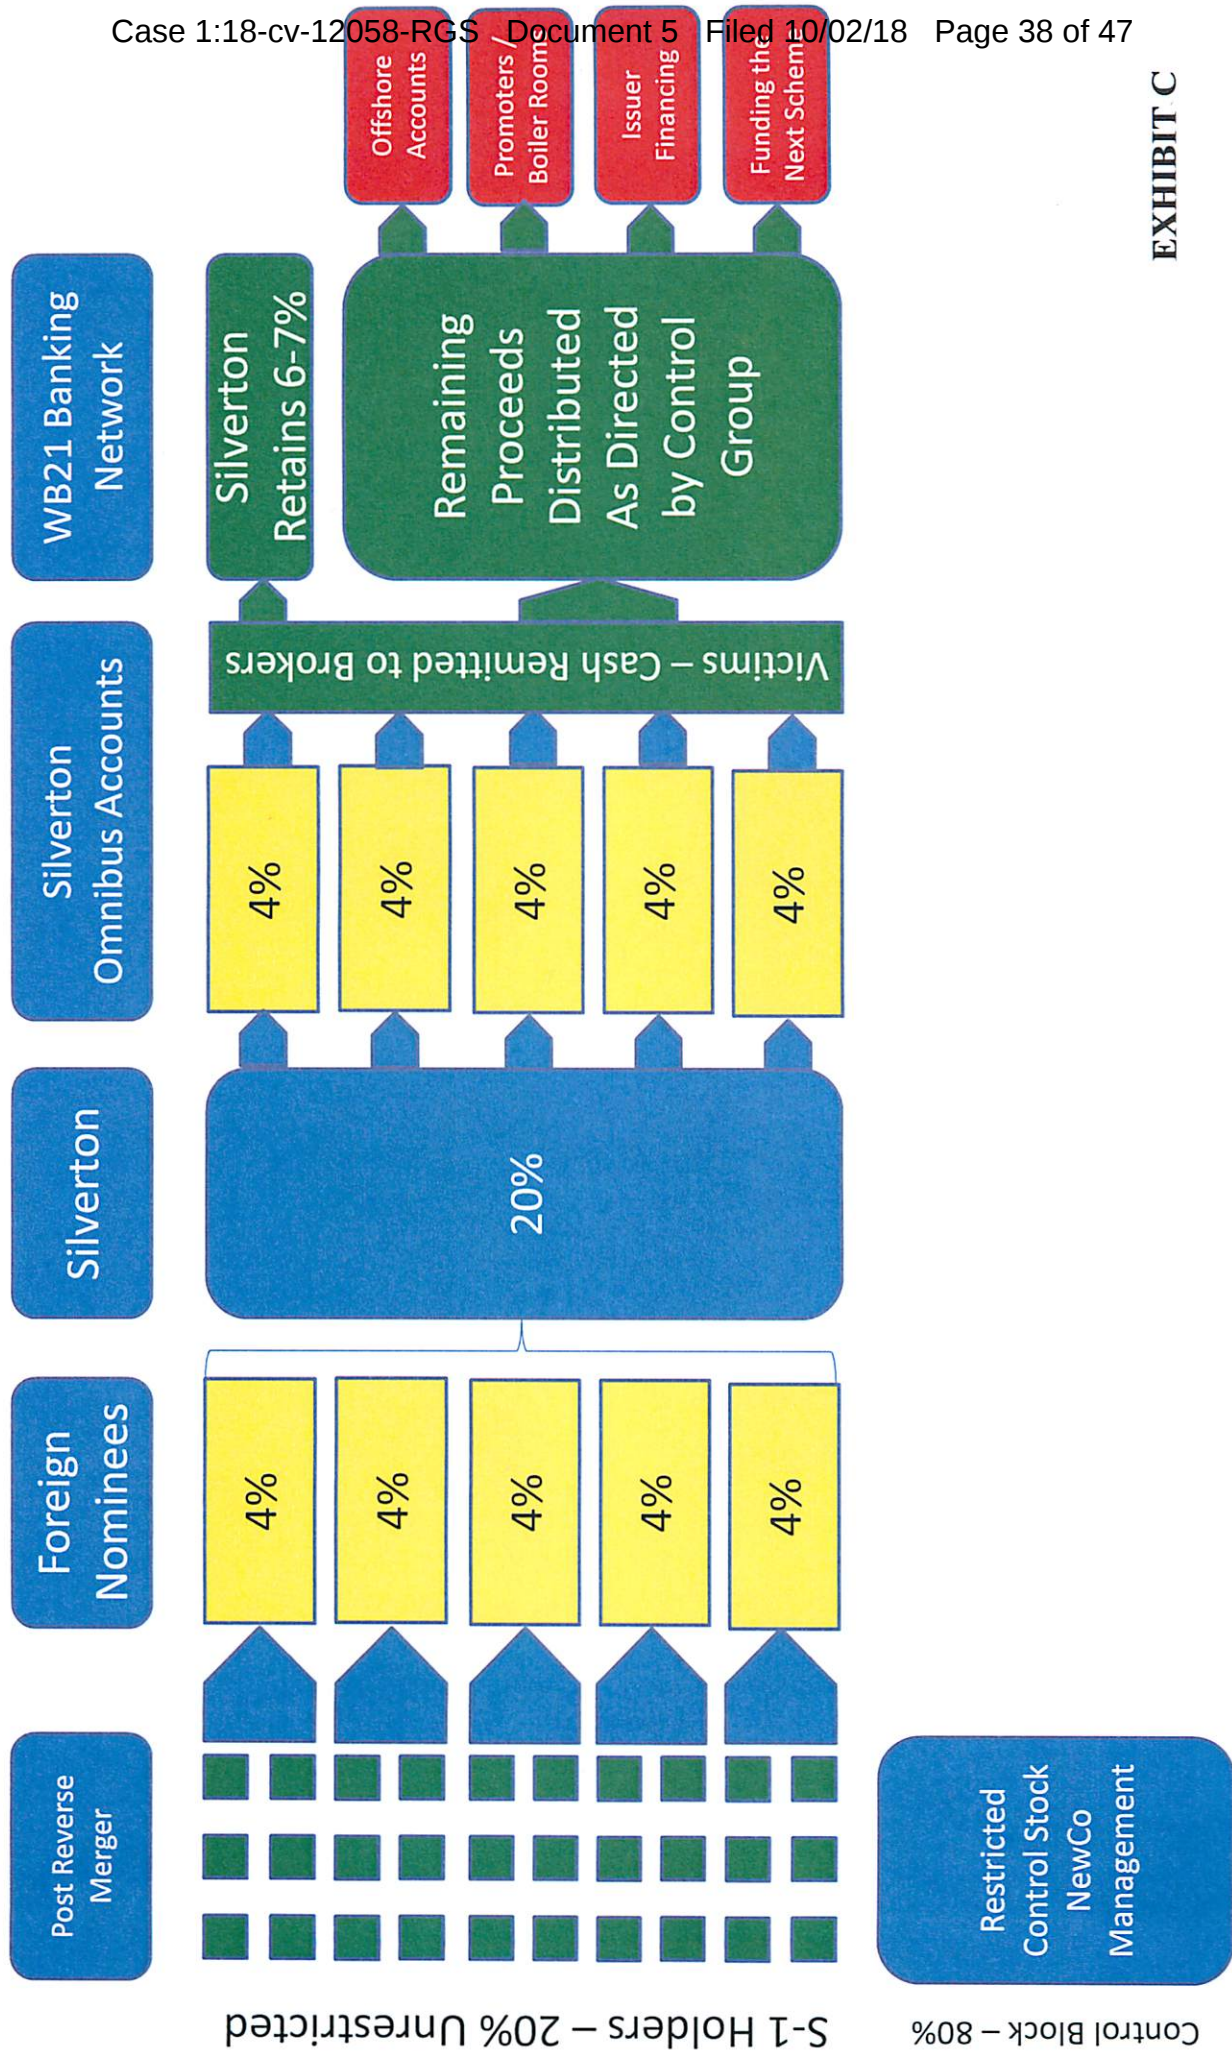 Case 1:18-cv-12058-RGS Document 5 Filed 10/02/18 Page 38 of 47
Post Reverse
Merger
Foreign
Nominees
Silverton
Silverton
Omnibus Accounts
WB21 Banking
Network
S-1 Holders – 20% Unrestricted
4%
4%
4%
4%
4%
20%
4%
4%
4%
4%
4%
Victims – Cash Remitted to Brokers
Silverton
Retains 6-7%
Remaining
Proceeds
Distributed
As Directed
by Control
Group
Offshore
Accounts
Promoters /
Boiler Rooms
Issuer
Financing
Funding the
Next Scheme
Control Block – 80%
Restricted
Control Stock
NewCo
Management
EXHIBIT C